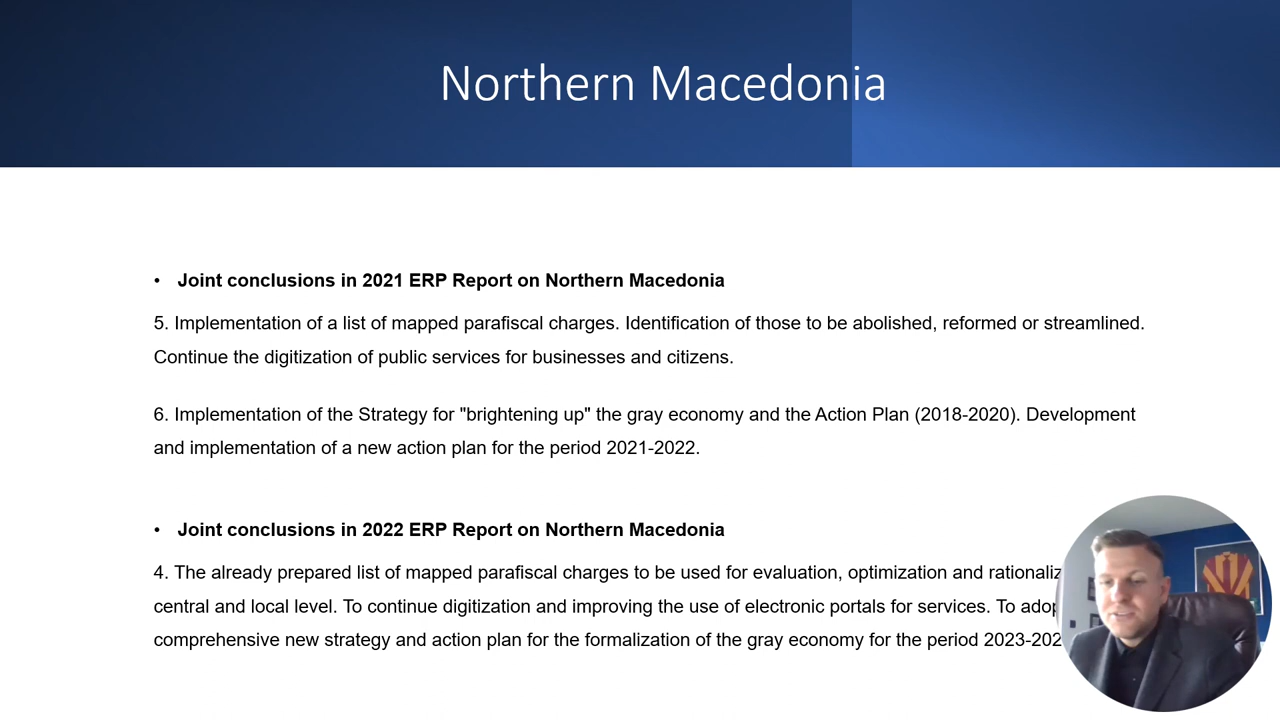 Northern Macedonia
• Joint conclusions in 2021 ERP Report on Northern Macedonia
5. Implementation of a list of mapped parafiscal charges. Identification of those to be abolished, reformed or streamlined.
Continue the digitization of public services for businesses and citizens.
6. Implementation of the Strategy for "brightening up" the gray economy and the Action Plan (2018-2020). Development
and implementation of a new action plan for the period 2021-2022.
• Joint conclusions in 2022 ERP Report on Northern Macedonia
4. The already prepared list of mapped parafiscal charges to be used for evaluation, optimization and
central and local level. To continue digitization and improving the use of electronic portals for services. To
comprehensive new strategy and action plan for the formalization of the gray economy for the period